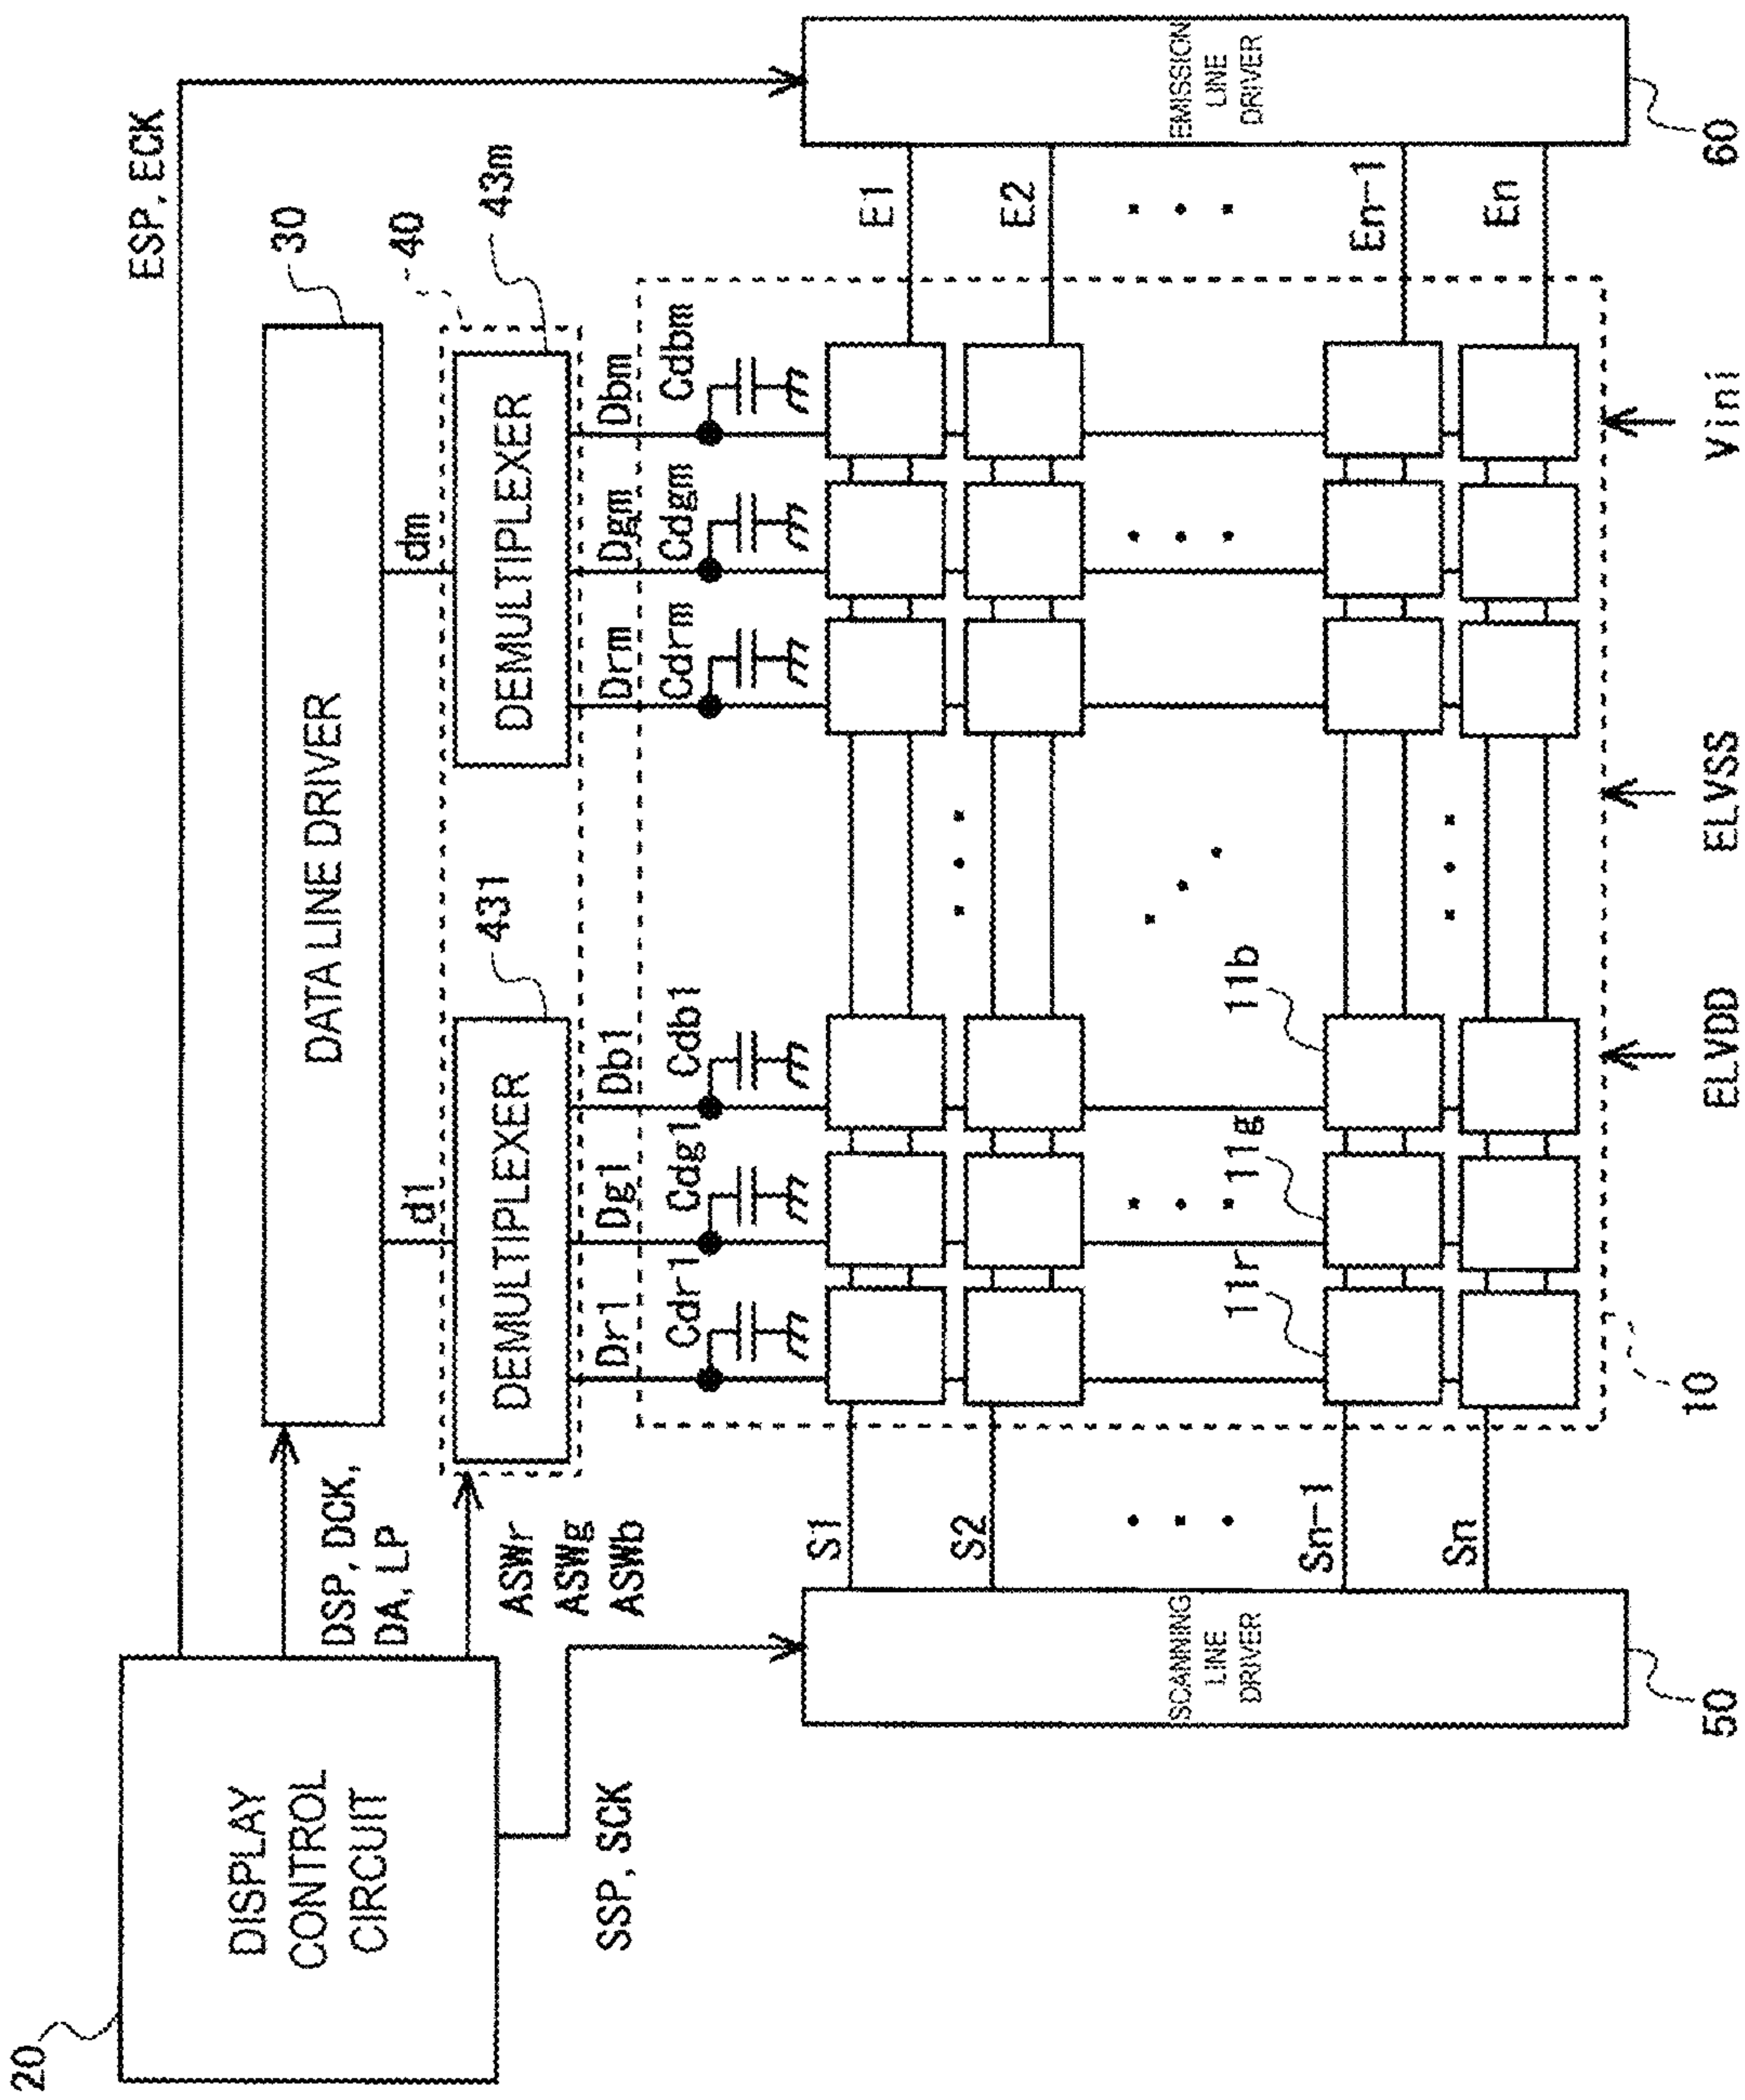 20
DISPLAY
CONTROL
CIRCUIT
ESP, ECK
DSP, DCK,
DA, LP
DATA LINE DRIVER
30
ASWr
ASWg
ASWb
d1
dm
40
DEMULTIPLEXER
431
DEMULTIPLEXER
43m
SSP, SCK
Dr1
Dg1
Db1
Drm
Dgm
Dbm
Cdr1
Cdg1
Cdb1
Cdrm
Cdgm
Cdbm
S1
E1
S2
E2
11r
11g
11b
Sn-1
En-1
Sn
En
SCANNING
LINE
DRIVER
EMISSION
LINE
DRIVER
50
10
60
ELVDD
ELVSS
Vini